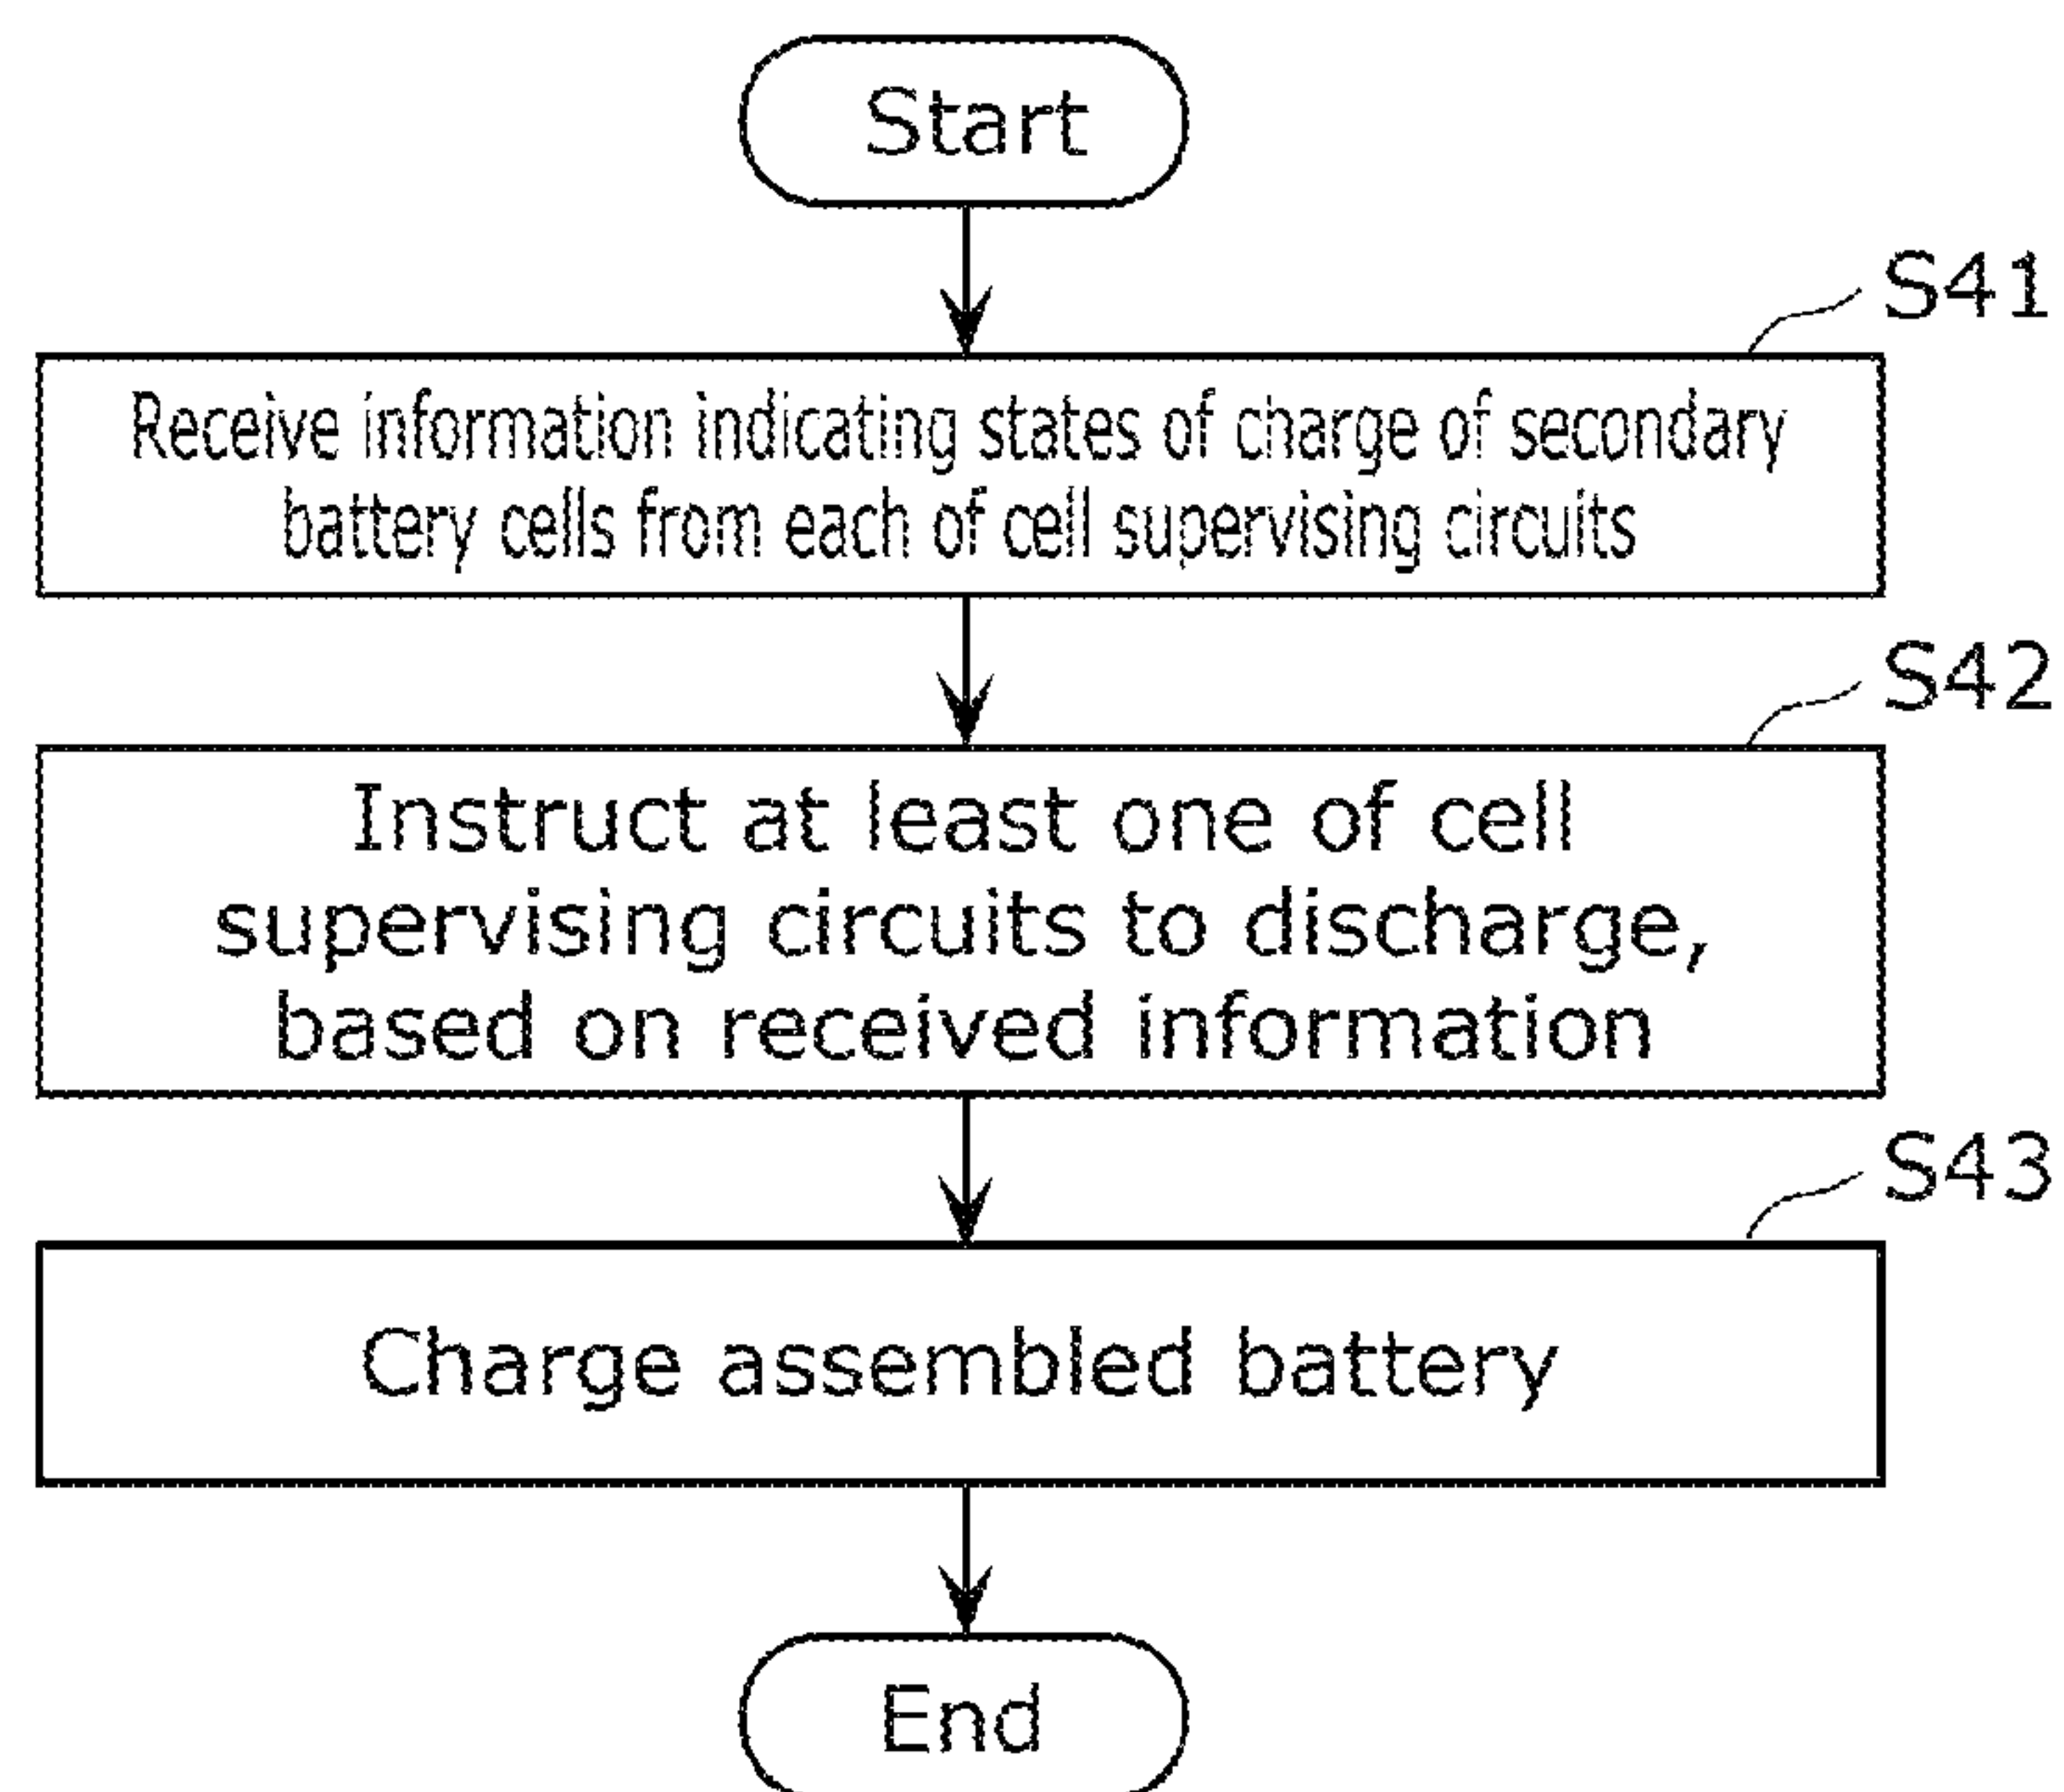 Start
S41
Receive information indicating states of charge of secondary
battery cells from each of cell supervising circuits
S42
Instruct at least one of cell
supervising circuits to discharge,
based on received information
S43
Charge assembled battery
End